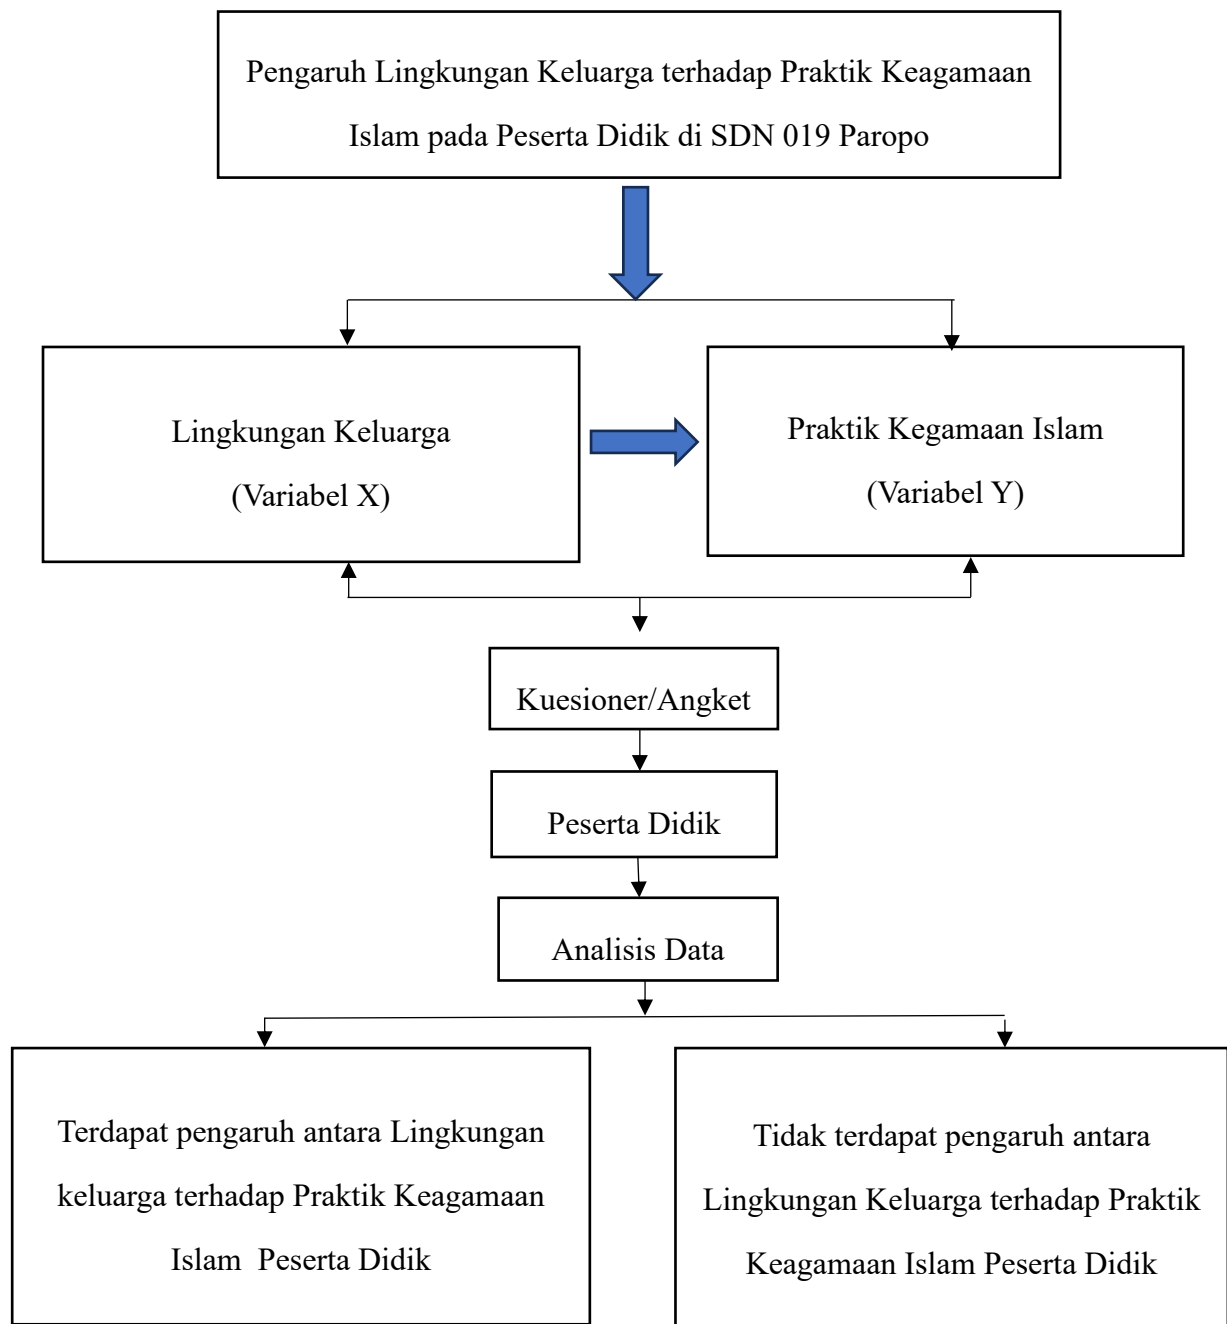 Pengaruh Lingkungan Keluarga terhadap Praktik Keagamaan
Islam pada Peserta Didik di SDN 019 Paropo
Lingkungan Keluarga
(Variabel X)
Praktik Kegamaan Islam
(Variabel Y)
Kuesioner/Angket
Peserta Didik
Analisis Data
Terdapat pengaruh antara Lingkungan
keluarga terhadap Praktik Keagamaan
Islam  Peserta Didik
Tidak terdapat pengaruh antara
Lingkungan Keluarga terhadap Praktik
Keagamaan Islam Peserta Didik